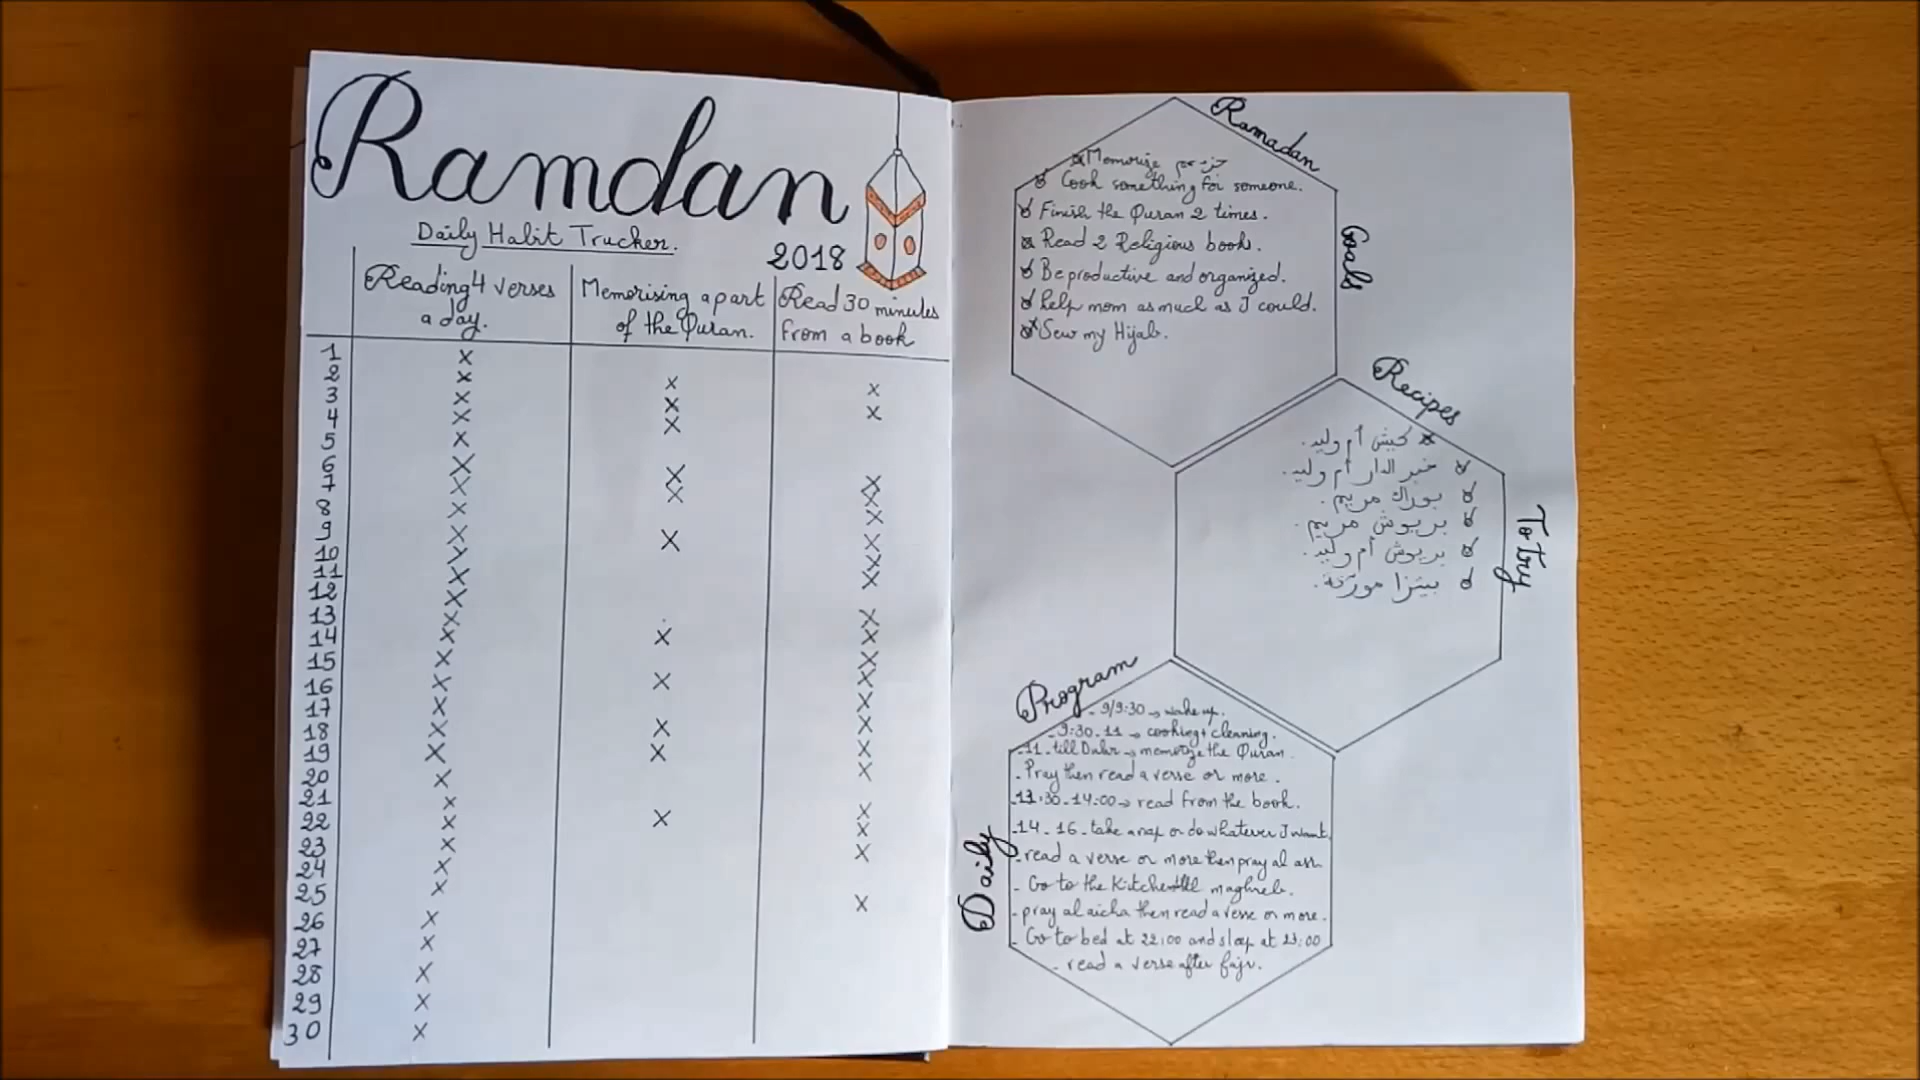 Ramdan
Daily Habit Trucker.
2018
Reading 4 verses
a day.
Memorising a part
of the Quran.
Read 30 minutes
from a book
1 x
2 x x x
3 x x x
4 x x
5 x
6 x x x
7 x x x
8 x x
9 x x x
10 x x
11 x x
12 x
13 x x
14 x x x
15 x x
16 x x x
17 x x
18 x x x
19 x x x
20 x x
21 x x
22 x x x
23 x x
24 x
25 x x
26 x
27 x
28 x
29 x
30 x
Ramadan
Goals
Memorize جزء عم
Cook something for someone.
Finish the Quran 2 times.
Read 2 Religious books.
Be productive and organized.
help mom as much as I could.
Sew my Hijab.
Recipes
To try
كيش أم وليد.
خبز الدار أم وليد.
بوراك مريم.
بريوش مريم.
بريوش أم وليد.
بيتزا مورقة.
Daily
Program
- 9/9:30 → wake up.
- 9:30 - 11 → cooking + cleaning.
- 11 - till Duhr → memorize the Quran.
- Pray then read a verse or more.
- 13:30 - 14:00 → read from the book.
- 14 - 16 - take a nap or do whatever I want.
- read a verse or more then pray al asr.
- Go to the Kitchen till maghreb.
- pray al aicha then read a verse or more.
- Go to bed at 22:00 and sleep at 23:00
- read a verse after fajr.